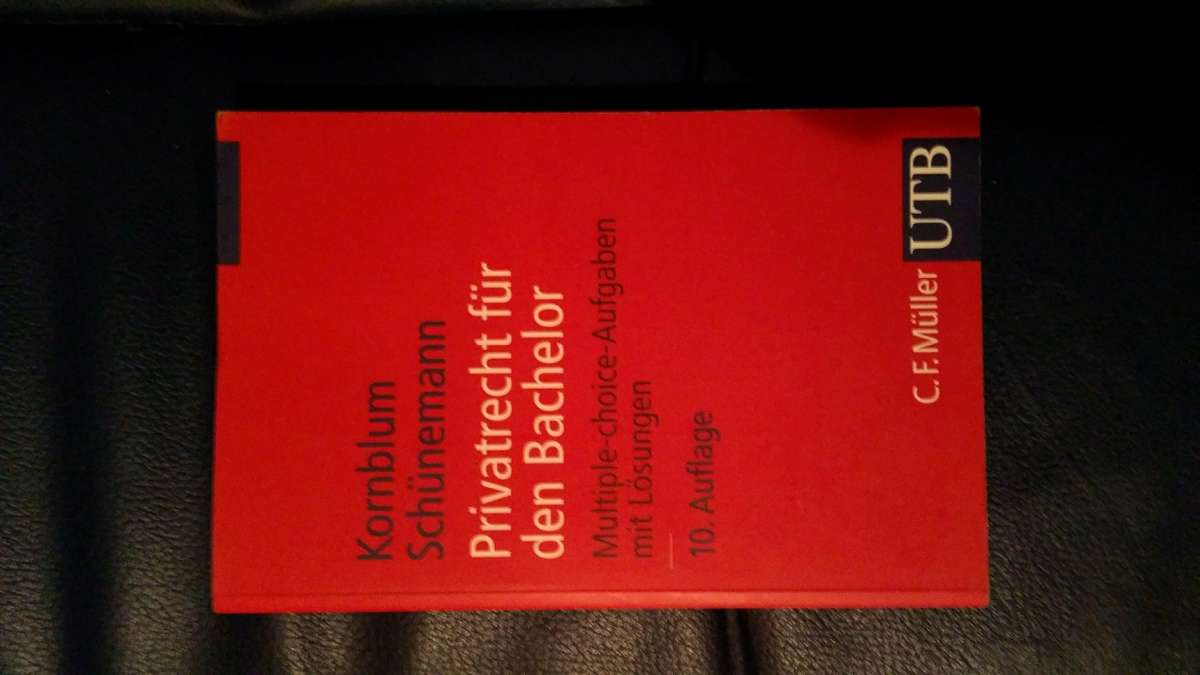 Kornblum
Schünemann
Privatrecht für
den Bachelor
Multiple-choice-Aufgaben
mit Lösungen
10. Auflage
C. F. Müller UTB